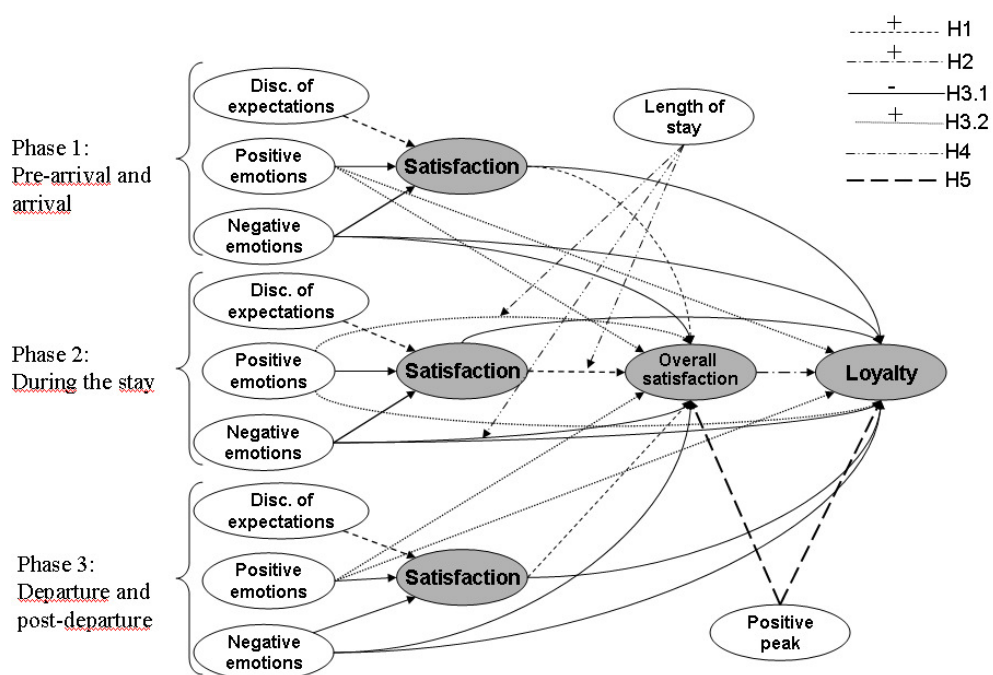 +
H1
+
H2
-
H3.1
+
H3.2
H4
H5
Length of
stay
Phase 1:
Pre-arrival and
arrival
Disc. of
expectations
Positive
emotions
Negative
emotions
Satisfaction
Phase 2:
During the stay
Disc. of
expectations
Positive
emotions
Negative
emotions
Satisfaction
Overall
satisfaction
Loyalty
Phase 3:
Departure and
post-departure
Disc. of
expectations
Positive
emotions
Negative
emotions
Satisfaction
Positive
peak